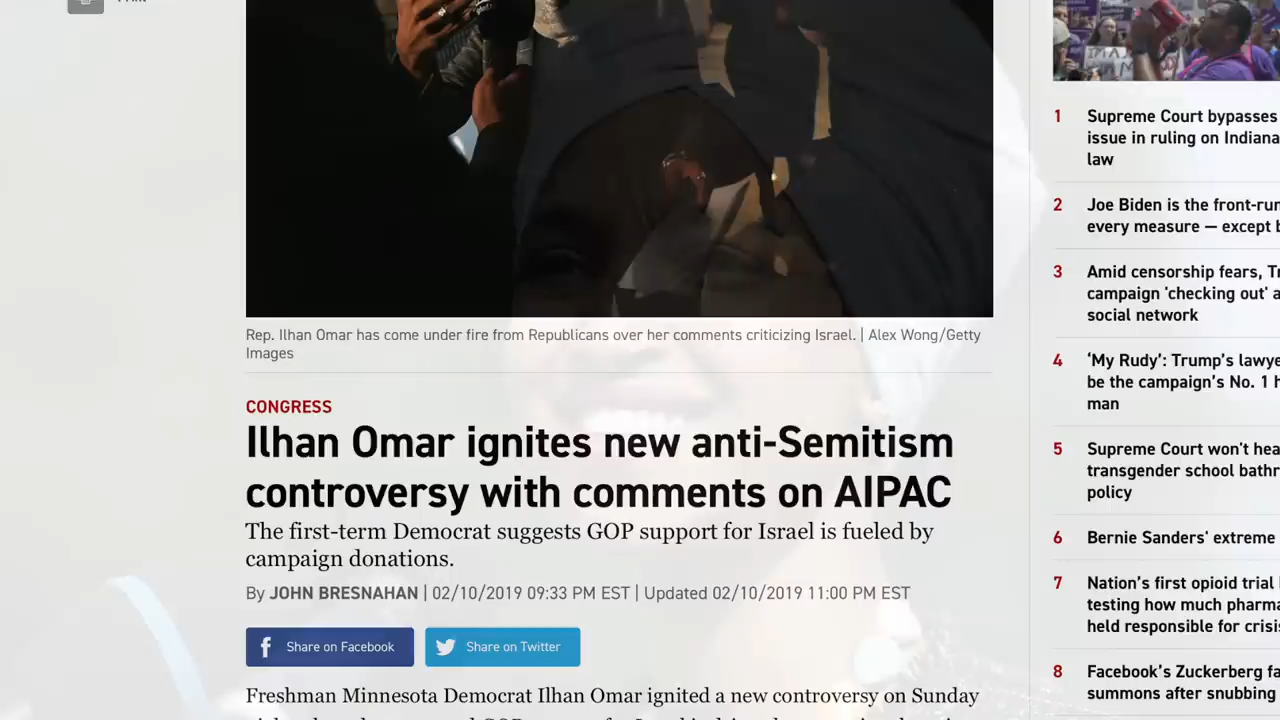 Rep. Ilhan Omar has come under fire from Republicans over her comments criticizing Israel. | Alex Wong/Getty
Images
CONGRESS
Ilhan Omar ignites new anti-Semitism
controversy with comments on AIPAC
The first-term Democrat suggests GOP support for Israel is fueled by
campaign donations.
By JOHN BRESNAHAN | 02/10/2019 09:33 PM EST | Updated 02/10/2019 11:00 PM EST
Share on Facebook
Share on Twitter
Freshman Minnesota Democrat Ilhan Omar ignited a new controversy on Sunday
1 Supreme Court bypasses
issue in ruling on Indiana
law
2 Joe Biden is the front-run
every measure — except b
3 Amid censorship fears, Tr
campaign 'checking out' a
social network
4 ‘My Rudy’: Trump’s lawye
be the campaign’s No. 1 h
man
5 Supreme Court won't hea
transgender school bathr
policy
6 Bernie Sanders' extreme
7 Nation’s first opioid trial
testing how much pharma
held responsible for crisis
8 Facebook’s Zuckerberg fa
summons after snubbing